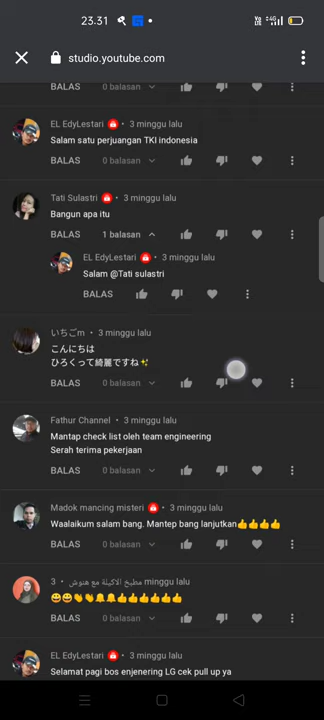 23.31
studio.youtube.com
BALAS 0 balasan
EL EdyLestari • 3 minggu lalu
Salam satu perjuangan TKI indonesia
BALAS 0 balasan
Tati Sulastri • 3 minggu lalu
Bangun apa itu
BALAS 1 balasan
EL EdyLestari • 3 minggu lalu
Salam @Tati sulastri
BALAS
いちごm • 3 minggu lalu
こんにちは
ひろくって綺麗ですね✨
BALAS 0 balasan
Fathur Channel • 3 minggu lalu
Mantap check list oleh team engineering
Serah terima pekerjaan
BALAS 0 balasan
Madok mancing misteri • 3 minggu lalu
Waalaikum salam bang. Mantep bang lanjutkan👍👍👍👍
BALAS 0 balasan
مطبخ الاكيلة مع هنوش • 3 minggu lalu
😀😀👏👏🔔🔔👍👍👍👍👍👍
BALAS 0 balasan
EL EdyLestari • 3 minggu lalu
Selamat pagi bos enjenering LG cek pull up ya